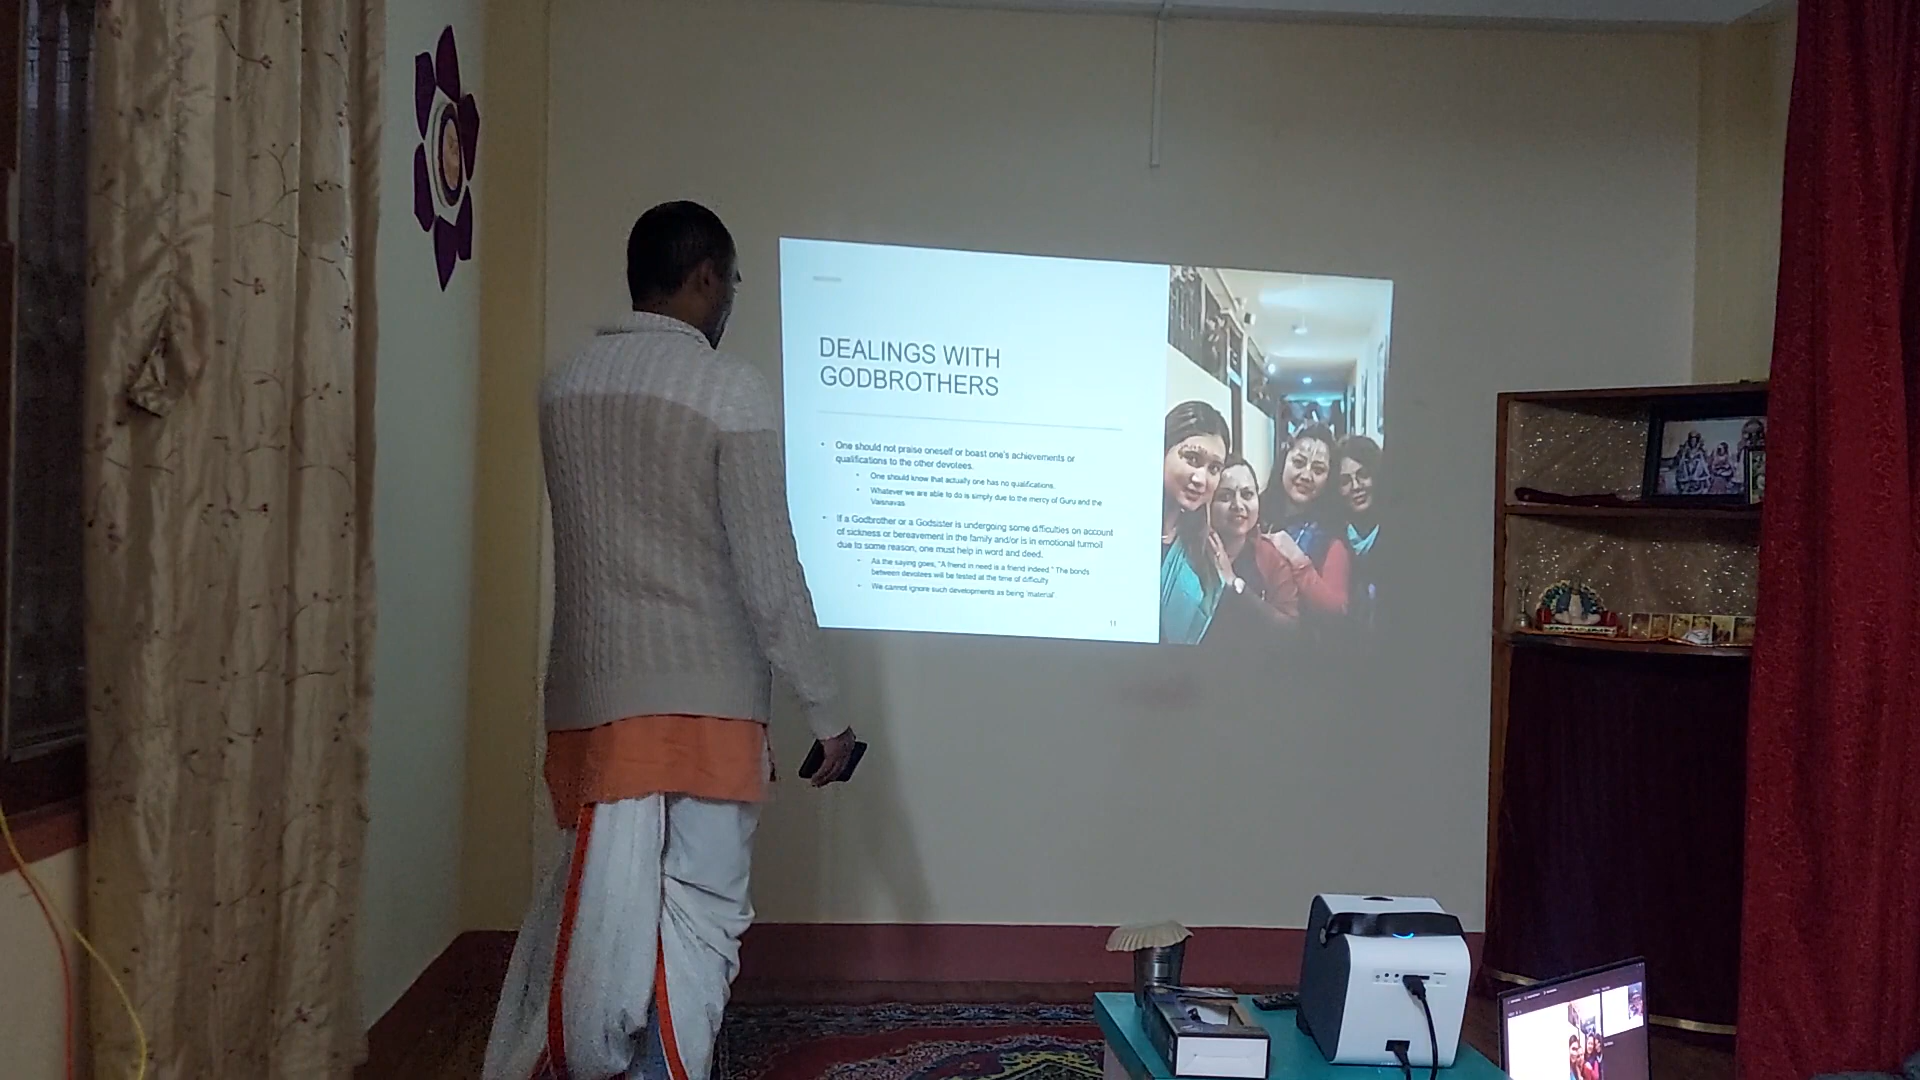 DEALINGS WITH
GODBROTHERS
One should not praise oneself or boast one's achievements or
qualifications to the other devotees.
One should know that actually one has no qualifications.
Whatever we are able to do is simply due to the mercy of Guru and the
Vaisnavas
If a Godbrother or a Godsister is undergoing some difficulties on account
of sickness or bereavement in the family and/or is in emotional turmoil
due to some reason, one must help in word and deed.
As the saying goes, "A friend in need is a friend indeed." The bonds
between devotees will be tested at the time of difficulty
We cannot ignore such developments as being 'material'
11